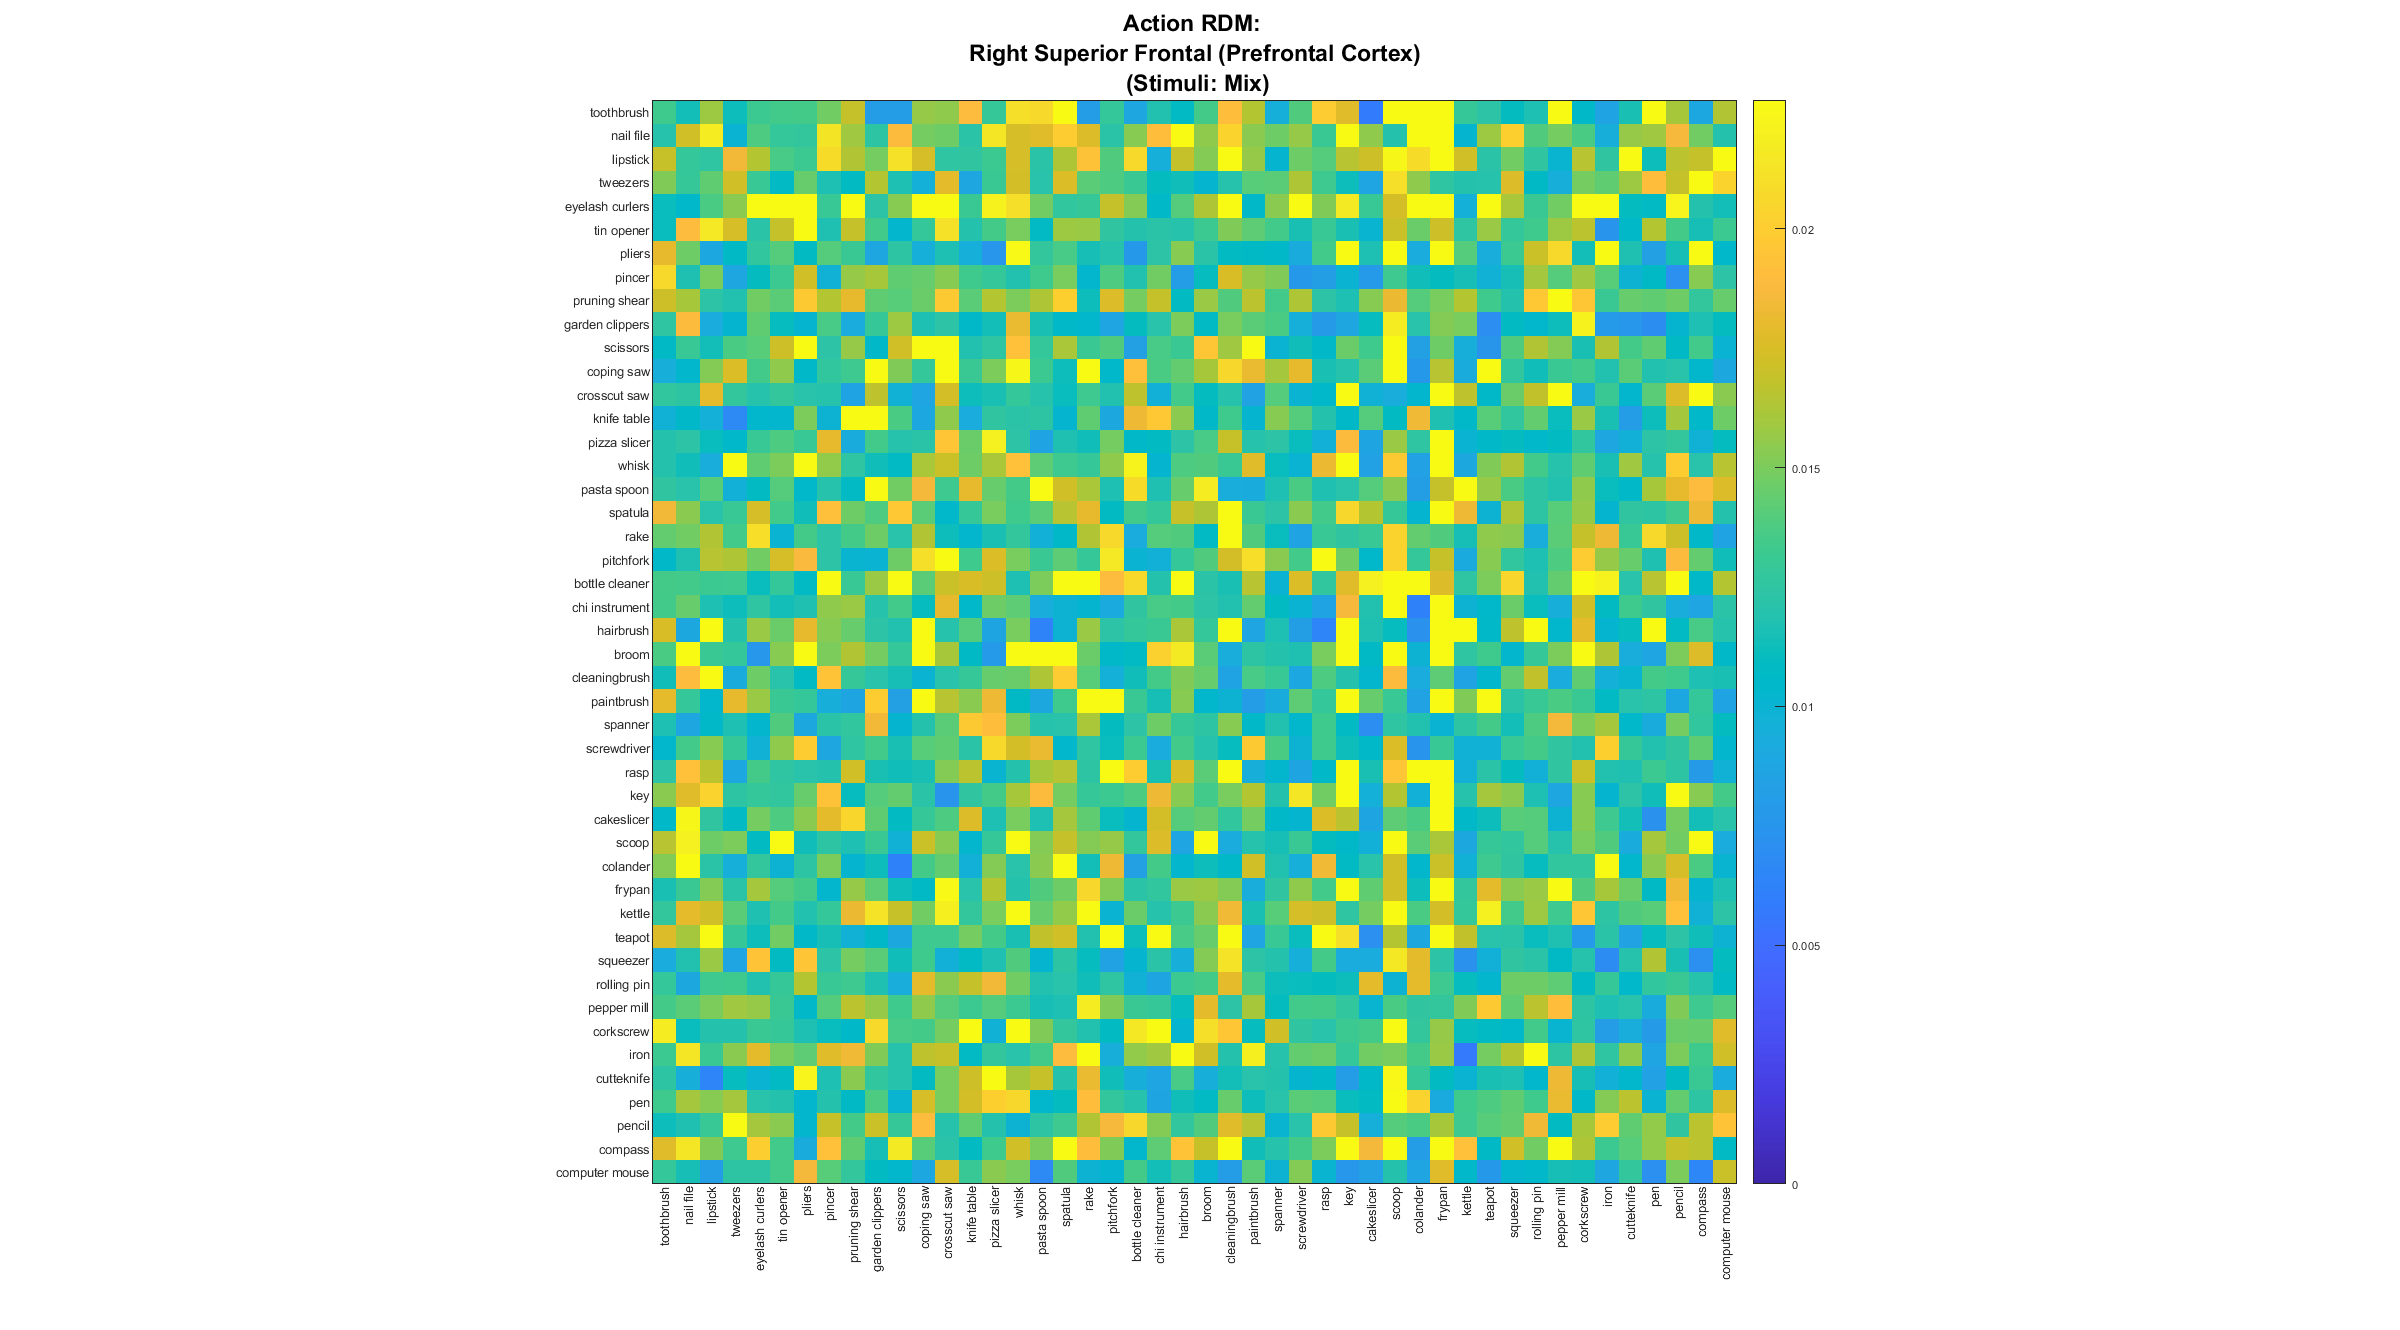 Action RDM:
Right Superior Frontal (Prefrontal Cortex)
(Stimuli: Mix)
toothbrush
nail file
lipstick
tweezers
eyelash curlers
tin opener
pliers
pincer
pruning shear
garden clippers
scissors
coping saw
crosscut saw
knife table
pizza slicer
whisk
pasta spoon
spatula
rake
pitchfork
bottle cleaner
chi instrument
hairbrush
broom
cleaningbrush
paintbrush
spanner
screwdriver
rasp
key
cakeslicer
scoop
colander
frypan
kettle
teapot
squeezer
rolling pin
pepper mill
corkscrew
iron
cutteknife
pen
pencil
compass
computer mouse
toothbrush
nail file
lipstick
tweezers
eyelash curlers
tin opener
pliers
pincer
pruning shear
garden clippers
scissors
coping saw
crosscut saw
knife table
pizza slicer
whisk
pasta spoon
spatula
rake
pitchfork
bottle cleaner
chi instrument
hairbrush
broom
cleaningbrush
paintbrush
spanner
screwdriver
rasp
key
cakeslicer
scoop
colander
frypan
kettle
teapot
squeezer
rolling pin
pepper mill
corkscrew
iron
cutteknife
pen
pencil
compass
computer mouse
0.02
0.015
0.01
0.005
0